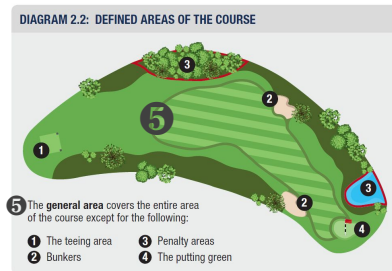 DIAGRAM 2.2: DEFINED AREAS OF THE COURSE
3
5
2
1
3
2
4
5 The general area covers the entire area
of the course except for the following:
1 The teeing area
3 Penalty areas
2 Bunkers
4 The putting green